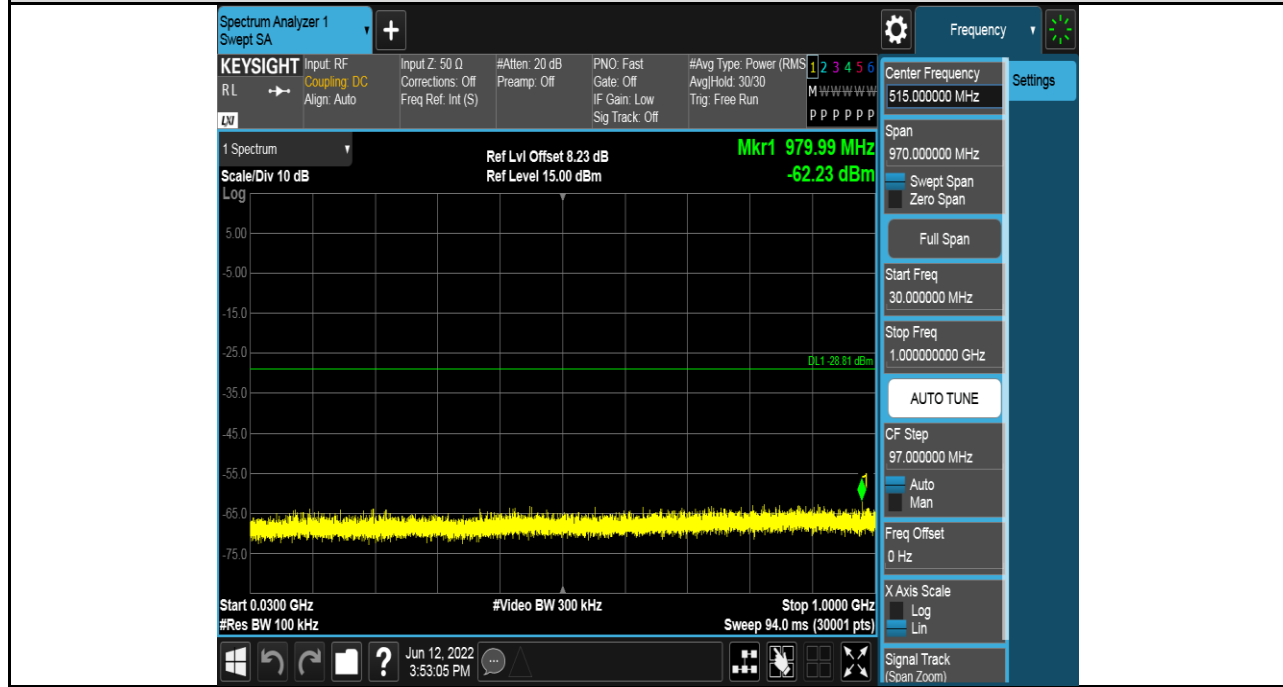 Spectrum Analyzer 1
Swept SA
+
Frequency
KEYSIGHT
RL
LXI
Input: RF
Coupling: DC
Align: Auto
Input Z: 50 Ω
Corrections: Off
Freq Ref: Int (S)
#Atten: 20 dB
Preamp: Off
PNO: Fast
Gate: Off
IF Gain: Low
Sig Track: Off
#Avg Type: Power (RMS
Avg|Hold: 30/30
Trig: Free Run
1 2 3 4 5 6
M W W W W W
P P P P P P
1 Spectrum
Scale/Div 10 dB
Log
Ref Lvl Offset 8.23 dB
Ref Level 15.00 dBm
Mkr1 979.99 MHz
-62.23 dBm
5.00
-5.00
-15.0
-25.0
DL1 -28.81 dBm
-35.0
-45.0
-55.0
1
-65.0
-75.0
Start 0.0300 GHz
#Res BW 100 kHz
#Video BW 300 kHz
Stop 1.0000 GHz
Sweep 94.0 ms (30001 pts)
?
Jun 12, 2022
3:53:05 PM
Center Frequency
515.000000 MHz
Settings
Span
970.000000 MHz
Swept Span
Zero Span
Full Span
Start Freq
30.000000 MHz
Stop Freq
1.000000000 GHz
AUTO TUNE
CF Step
97.000000 MHz
Auto
Man
Freq Offset
0 Hz
X Axis Scale
Log
Lin
Signal Track
(Span Zoom)